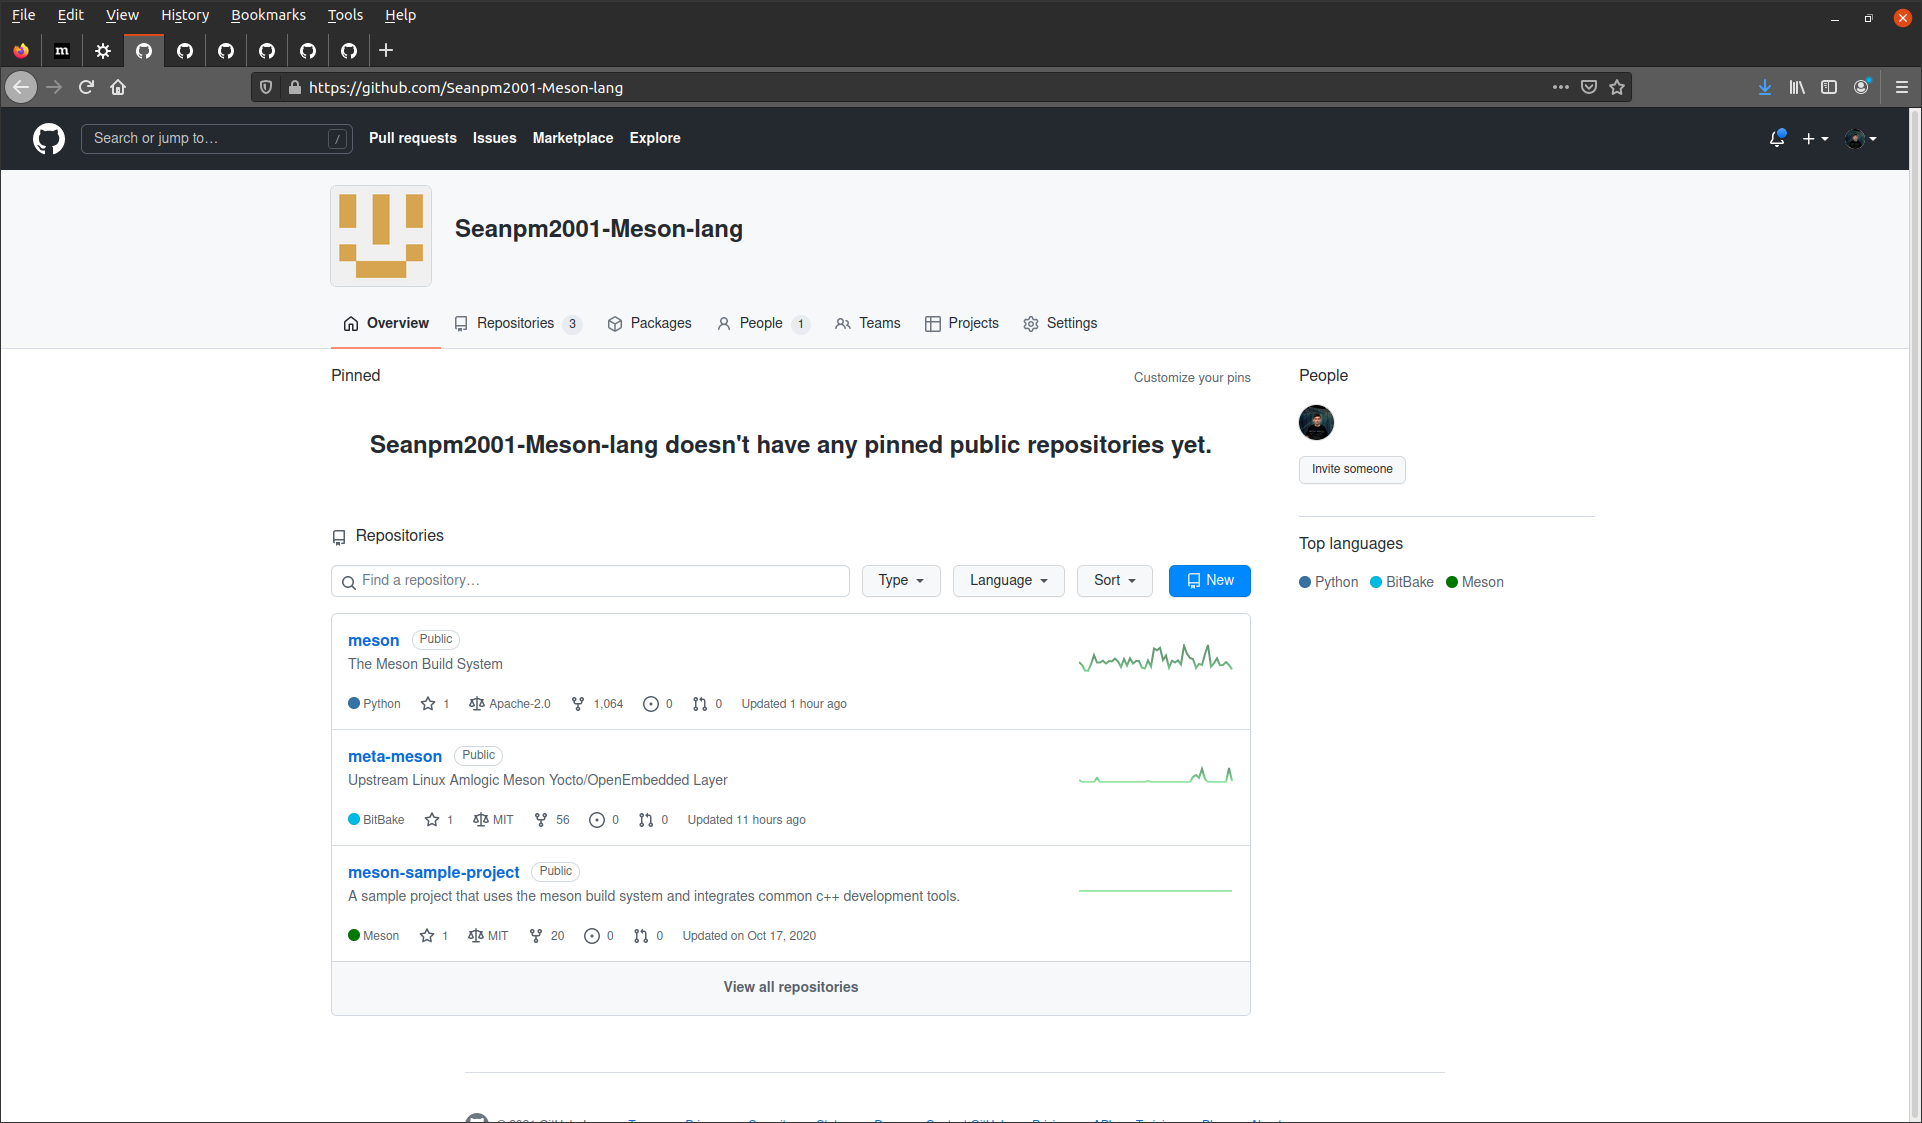 File Edit View History Bookmarks Tools Help
m
https://github.com/Seanpm2001-Meson-lang
Search or jump to… /
Pull requests Issues Marketplace Explore
Seanpm2001-Meson-lang
Overview Repositories 3 Packages People 1 Teams Projects Settings
Pinned
Customize your pins
Seanpm2001-Meson-lang doesn't have any pinned public repositories yet.
Repositories
Find a repository… Type Language Sort New
meson Public
The Meson Build System
Python 1 Apache-2.0 1,064 0 0 Updated 1 hour ago
meta-meson Public
Upstream Linux Amlogic Meson Yocto/OpenEmbedded Layer
BitBake 1 MIT 56 0 0 Updated 11 hours ago
meson-sample-project Public
A sample project that uses the meson build system and integrates common c++ development tools.
Meson 1 MIT 20 0 0 Updated on Oct 17, 2020
View all repositories
People
Invite someone
Top languages
Python BitBake Meson